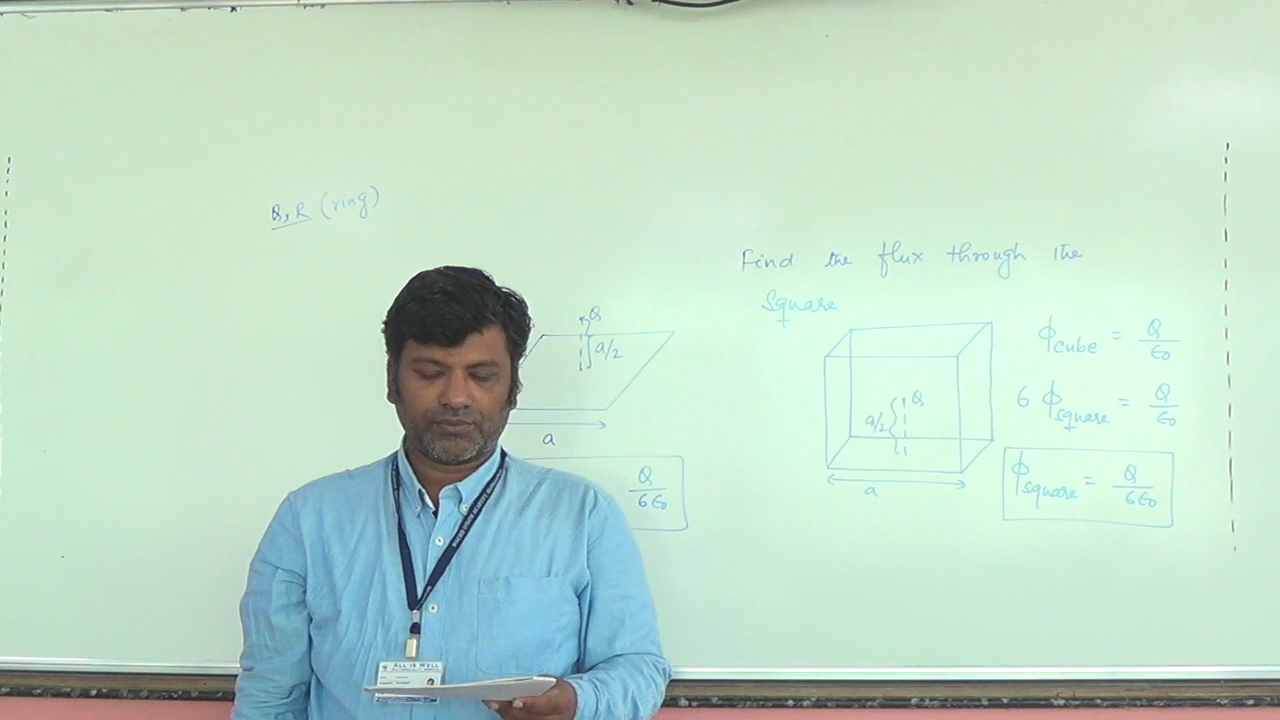 Q, R (ring)
Q
a/2
a
Q
6ϵ₀
Find the flux through the
Square
Q
a/2
a
ϕcube = Q/ϵ₀
6 ϕsquare = Q/ϵ₀
ϕsquare = Q/6ϵ₀
ALL IS WELL